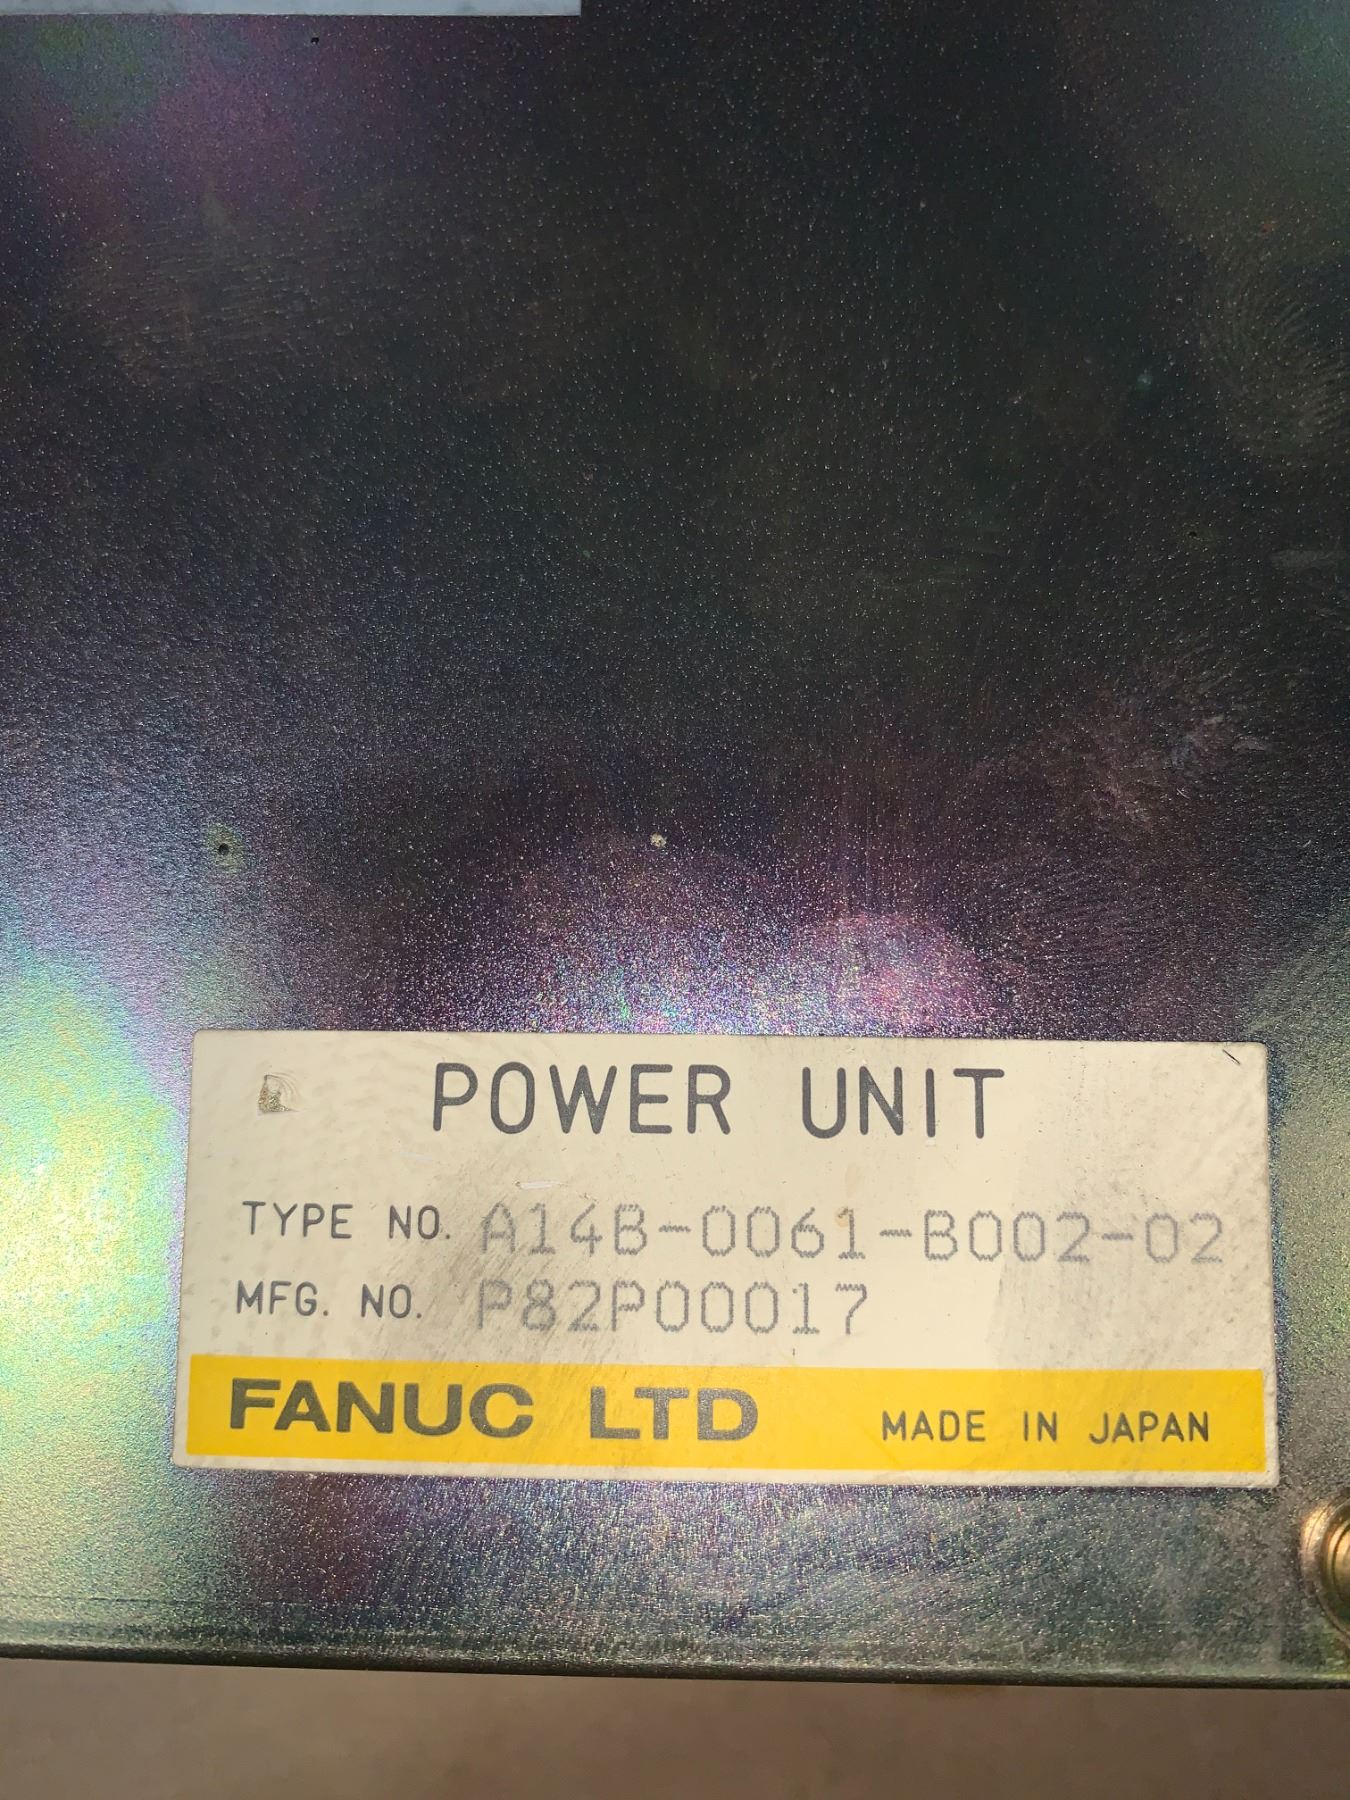 POWER UNIT
TYPE NO. A14B-0061-B002-02
MFG. NO. P82P00017
FANUC LTD MADE IN JAPAN